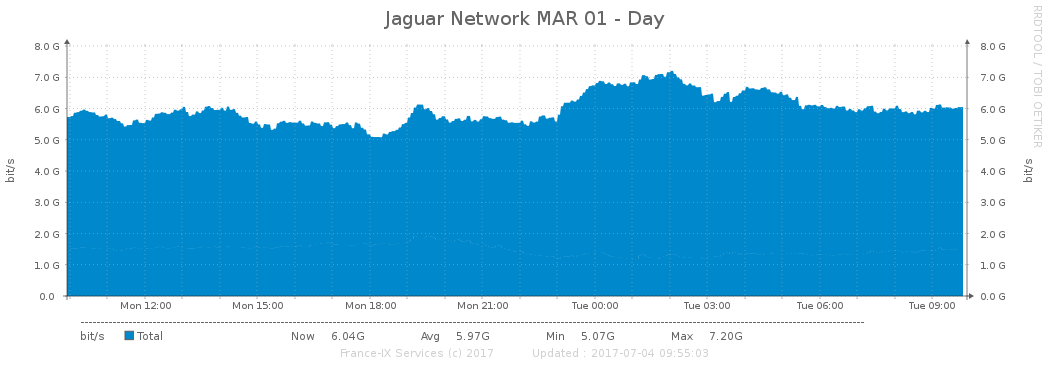 Jaguar Network MAR 01 - Day
RRDTOOL / TOBI OETIKER
8.0 G 8.0 G
7.0 G 7.0 G
6.0 G 6.0 G
5.0 G 5.0 G
4.0 G 4.0 G
3.0 G 3.0 G
2.0 G 2.0 G
1.0 G 1.0 G
0.0 0.0 G
bit/s
bit/s
Mon 12:00 Mon 15:00 Mon 18:00 Mon 21:00 Tue 00:00 Tue 03:00 Tue 06:00 Tue 09:00
bit/s Total Now 6.04G Avg 5.97G Min 5.07G Max 7.20G
France-IX Services (c) 2017 Updated : 2017-07-04 09:55:03